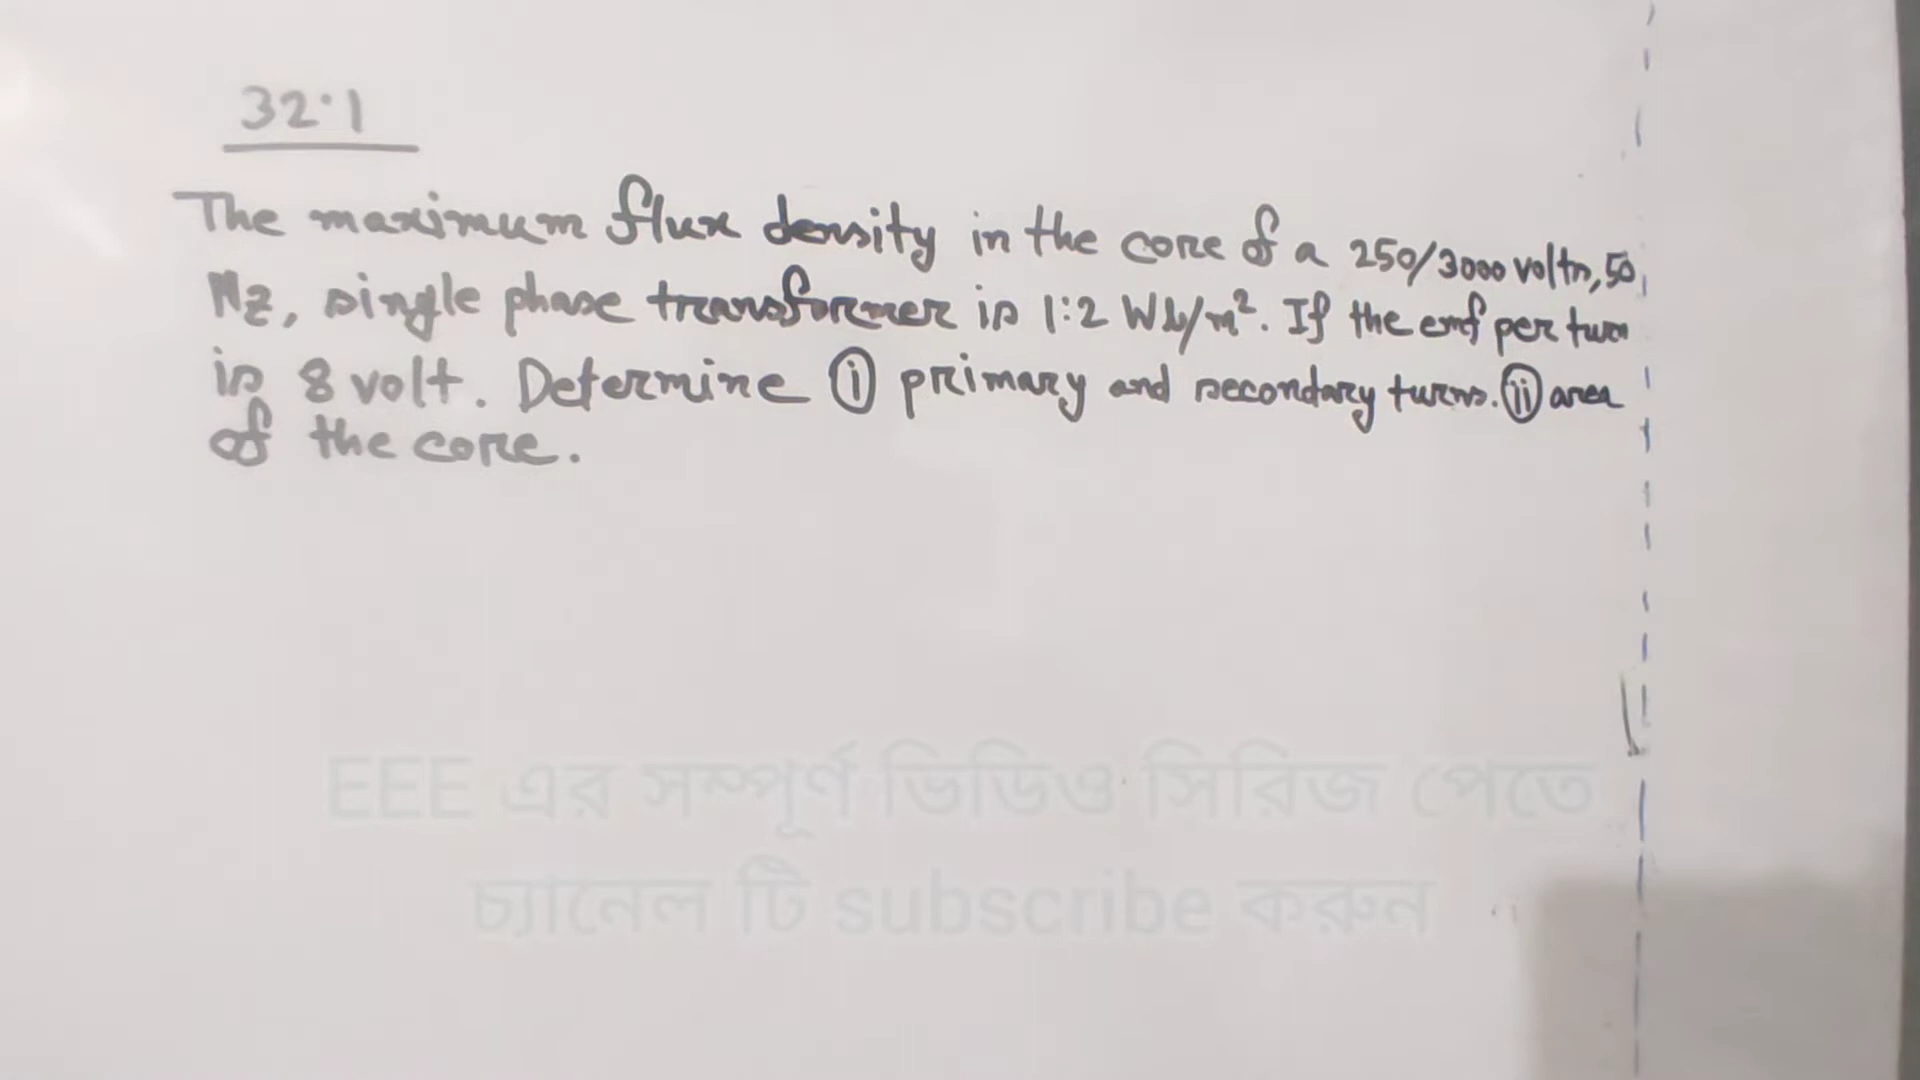 32.1
The maximum flux density in the core of a 250/3000 volts, 50
Hz, single phase transformer is 1:2 Wb/m². If the emf per turn
is 8 volt. Determine (i) primary and secondary turns. (ii) area
of the core.
EEE এর সম্পূর্ণ ভিডিও সিরিজ পেতে
চ্যানেল টি subscribe করুন